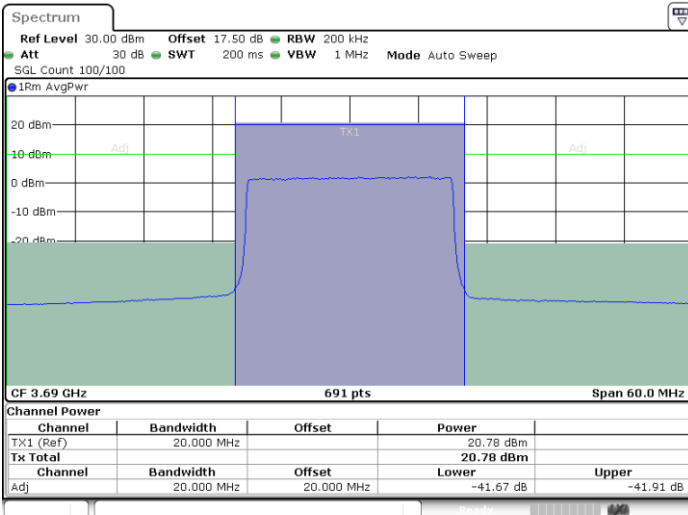 Spectrum
Ref Level 30.00 dBm Offset 17.50 dB RBW 200 kHz
Att 30 dB SWT 200 ms VBW 1 MHz Mode Auto Sweep
SGL Count 100/100
1Rm AvgPwr
20 dBm
TX1
Adj
Adj
10 dBm
0 dBm
-10 dBm
-20 dBm
CF 3.69 GHz 691 pts Span 60.0 MHz
Channel Power
Channel Bandwidth Offset Power
TX1 (Ref) 20.000 MHz 20.78 dBm
Tx Total 20.78 dBm
Channel Bandwidth Offset Lower Upper
Adj 20.000 MHz 20.000 MHz -41.67 dB -41.91 dB
Ready